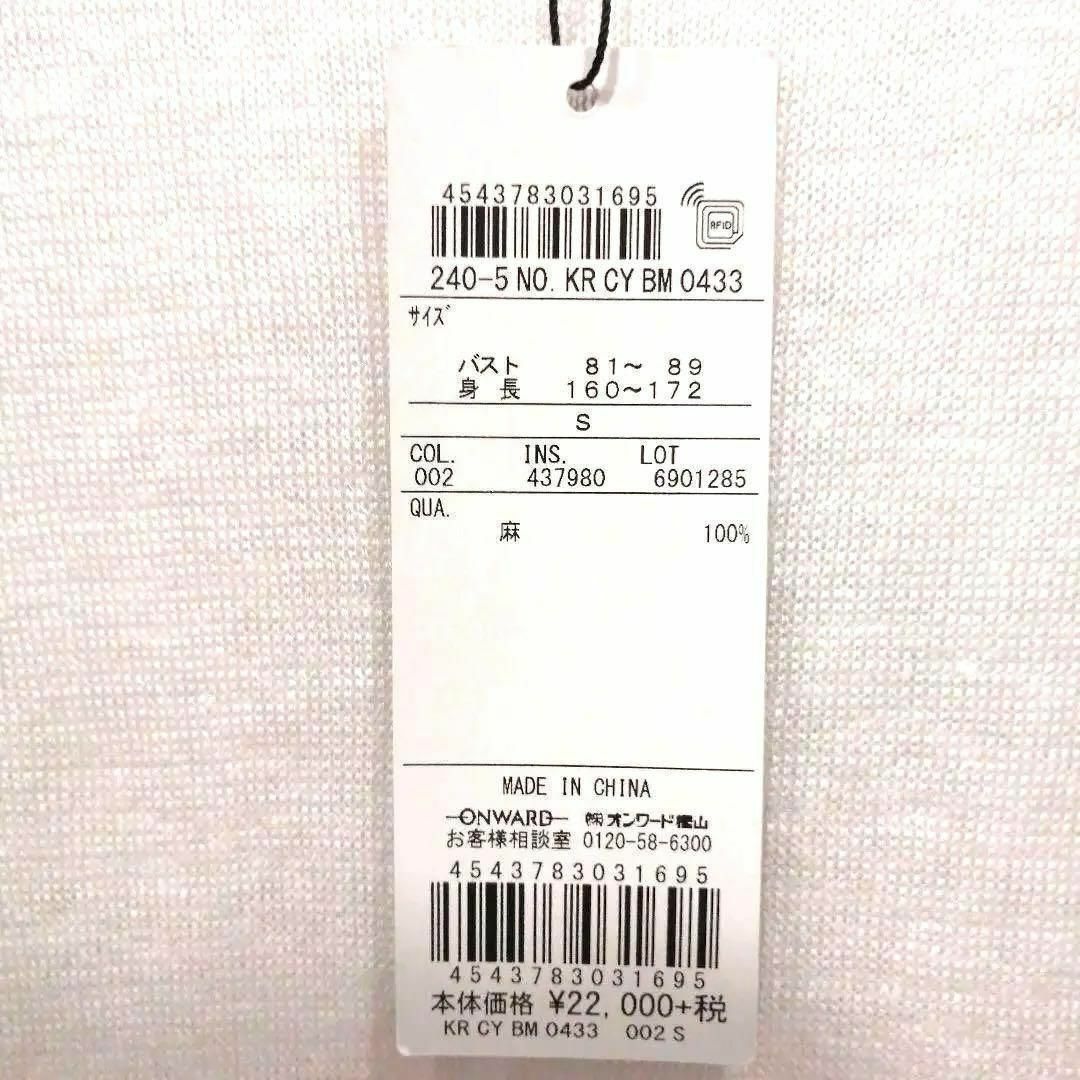 4543783031695
RFID
240-5 NO. KR CY BM 0433
サイズ
バスト 81～ 89
身 長 160～172
S
COL. INS. LOT
002 437980 6901285
QUA.
麻 100%
MADE IN CHINA
ONWARD ㈱オンワード樫山
お客様相談室 0120-58-6300
4543783031695
4543783031695
本体価格 ¥22,000+税
KR CY BM 0433 002 S